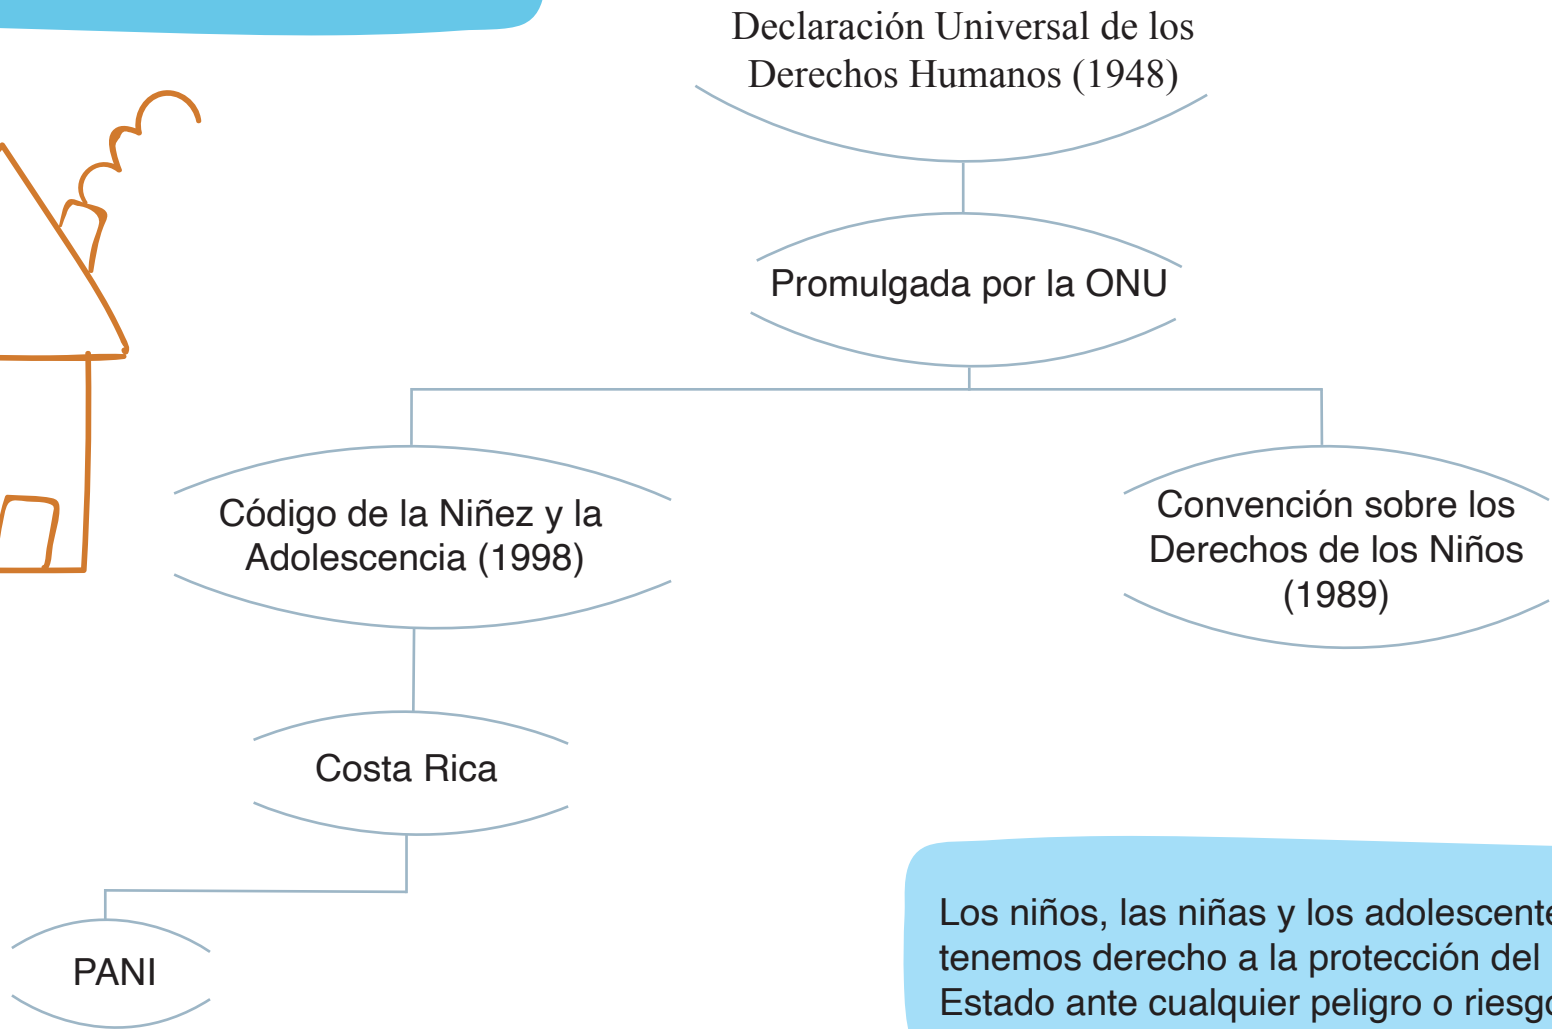 Declaración Universal de los
Derechos Humanos (1948)
Promulgada por la ONU
Código de la Niñez y la
Adolescencia (1998)
Convención sobre los
Derechos de los Niños
(1989)
Costa Rica
PANI
Los niños, las niñas y los adolescente
tenemos derecho a la protección del
Estado ante cualquier peligro o riesgo